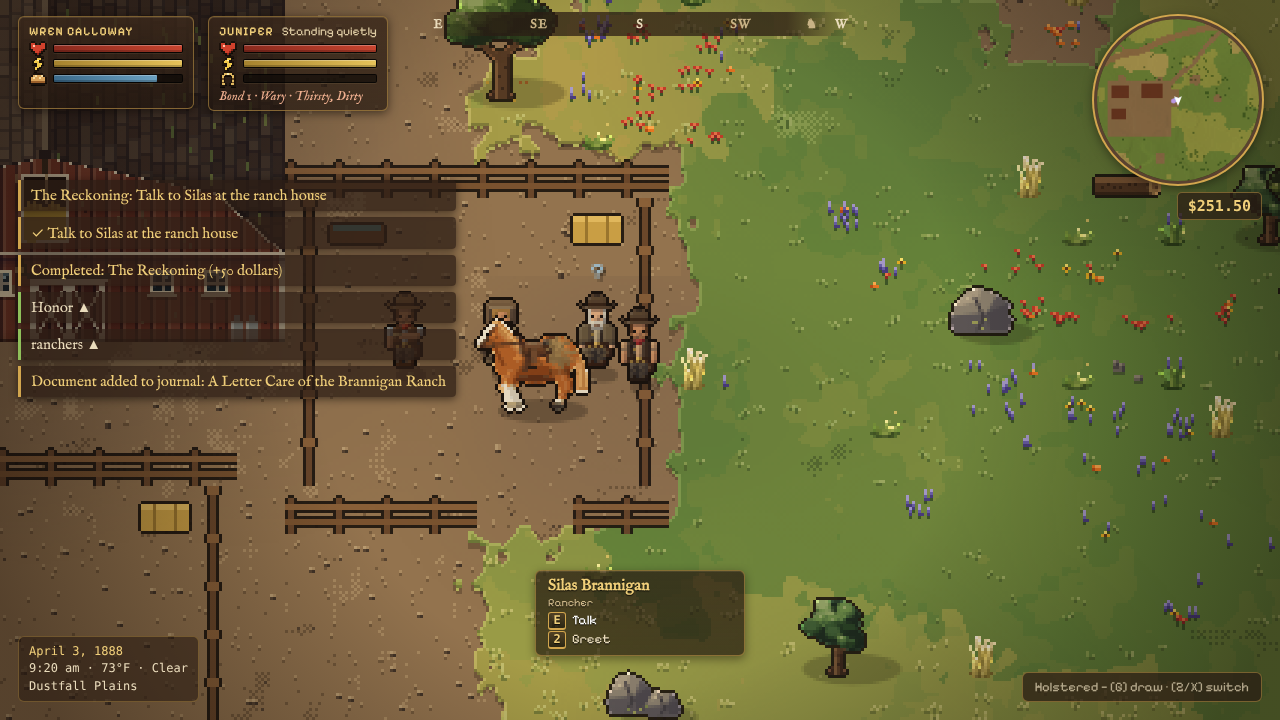 WREN CALLOWAY
JUNIPER Standing quietly
Bond 1 · Wary · Thirsty, Dirty
E SE S SW W
$251.50
The Reckoning: Talk to Silas at the ranch house
✓ Talk to Silas at the ranch house
Completed: The Reckoning (+50 dollars)
Honor ▲
ranchers ▲
Document added to journal: A Letter Care of the Brannigan Ranch
?
Silas Brannigan
Rancher
E Talk
2 Greet
April 3, 1888
9:20 am · 73°F · Clear
Dustfall Plains
Holstered - (G) draw · (Z/X) switch